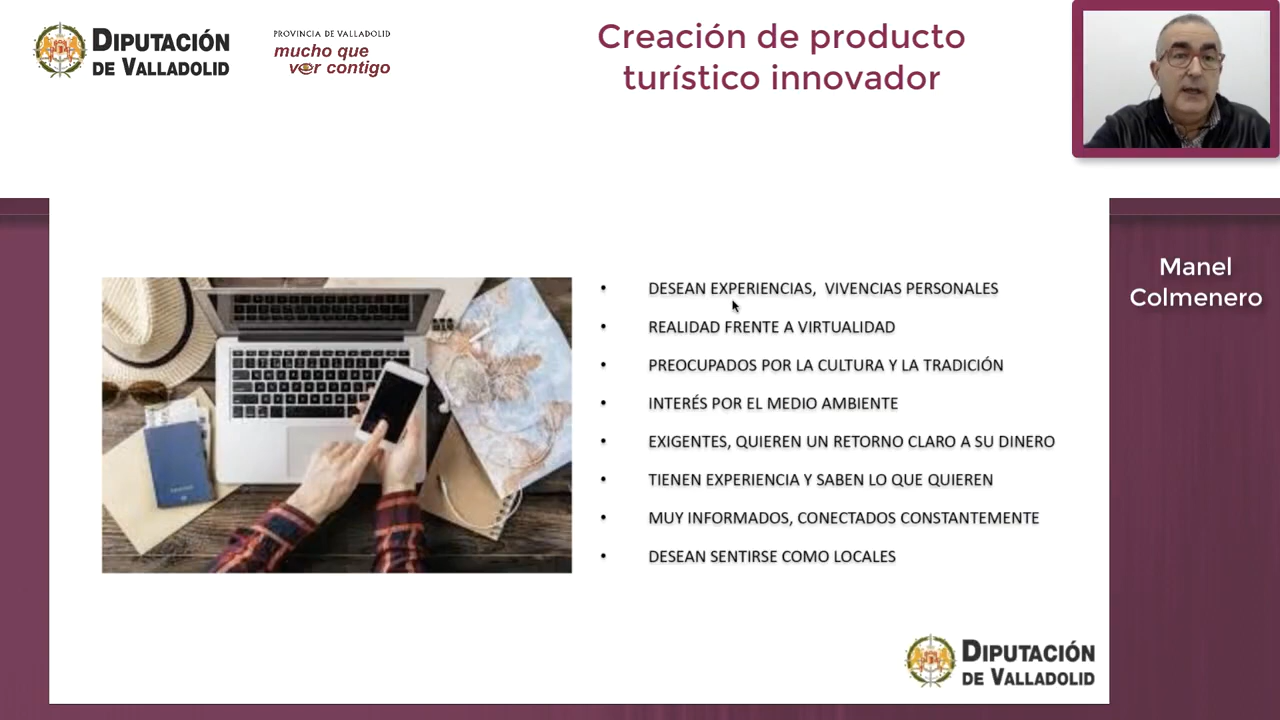 DIPUTACIÓN
DE VALLADOLID
PROVINCIA DE VALLADOLID
mucho que
ver contigo
Creación de producto
turístico innovador
Manel
Colmenero
• DESEAN EXPERIENCIAS, VIVENCIAS PERSONALES
• REALIDAD FRENTE A VIRTUALIDAD
• PREOCUPADOS POR LA CULTURA Y LA TRADICIÓN
• INTERÉS POR EL MEDIO AMBIENTE
• EXIGENTES, QUIEREN UN RETORNO CLARO A SU DINERO
• TIENEN EXPERIENCIA Y SABEN LO QUE QUIEREN
• MUY INFORMADOS, CONECTADOS CONSTANTEMENTE
• DESEAN SENTIRSE COMO LOCALES
DIPUTACIÓN
DE VALLADOLID